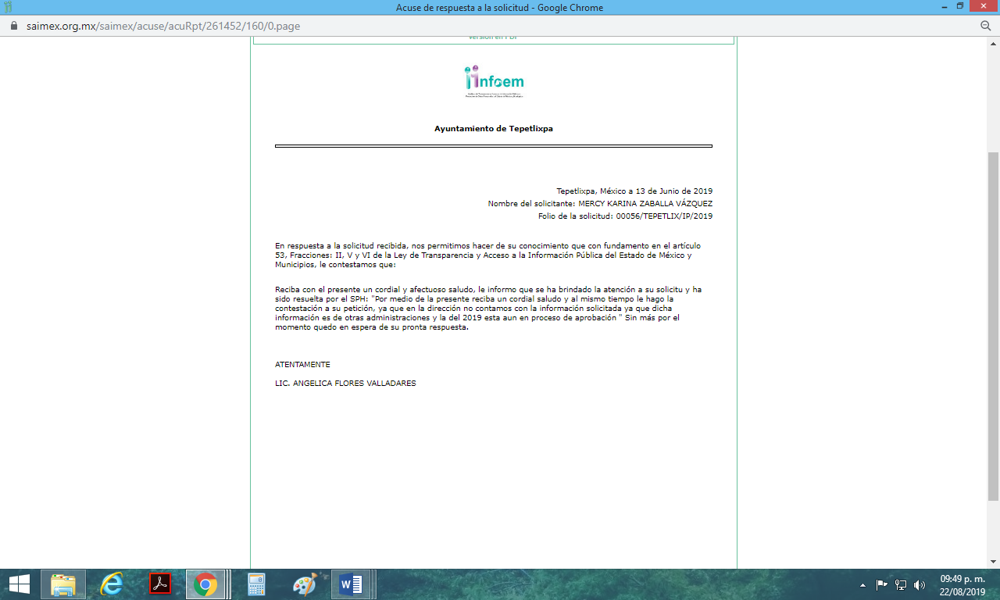 Acuse de respuesta a la solicitud - Google Chrome
saimex.org.mx/saimex/acuse/acuRpt/261452/160/0.page
Versión en PDF
infoem
Ayuntamiento de Tepetlixpa
Tepetlixpa, México a 13 de Junio de 2019
Nombre del solicitante: MERCY KARINA ZABALLA VÁZQUEZ
Folio de la solicitud: 00056/TEPETLIX/IP/2019
En respuesta a la solicitud recibida, nos permitimos hacer de su conocimiento que con fundamento en el artículo
53, Fracciones: II, V y VI de la Ley de Transparencia y Acceso a la Información Pública del Estado de México y
Municipios, le contestamos que:
Reciba con el presente un cordial y afectuoso saludo, le informo que se ha brindado la atención a su solicitu y ha
sido resuelta por el SPH: "Por medio de la presente reciba un cordial saludo y al mismo tiempo le hago la
contestación a su petición, ya que en la dirección no contamos con la información solicitada ya que dicha
información es de otras administraciones y la del 2019 esta aun en proceso de aprobación " Sin más por el
momento quedo en espera de su pronta respuesta.
ATENTAMENTE
LIC. ANGELICA FLORES VALLADARES
09:49 p. m.
22/08/2019